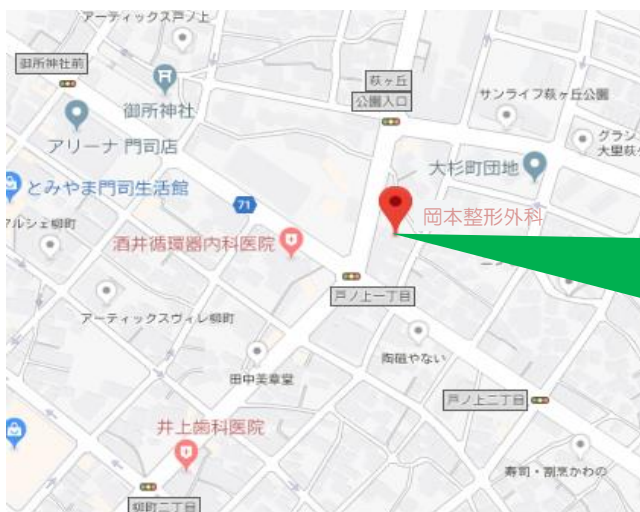 アーティックス戸ノ上
御所神社前
御所神社
アリーナ 門司店
萩ヶ丘
公園入口
サンライフ萩ヶ丘公園
グラン
大里萩ヶ
大杉町団地
とみやま門司生活館
71
アルシェ柳町
酒井循環器内科医院
岡本整形外科
戸ノ上一丁目
アーティックスヴィレ柳町
陶磁やない
田中美章堂
戸ノ上二丁目
井上歯科医院
寿司・割烹かわの
柳町二丁目